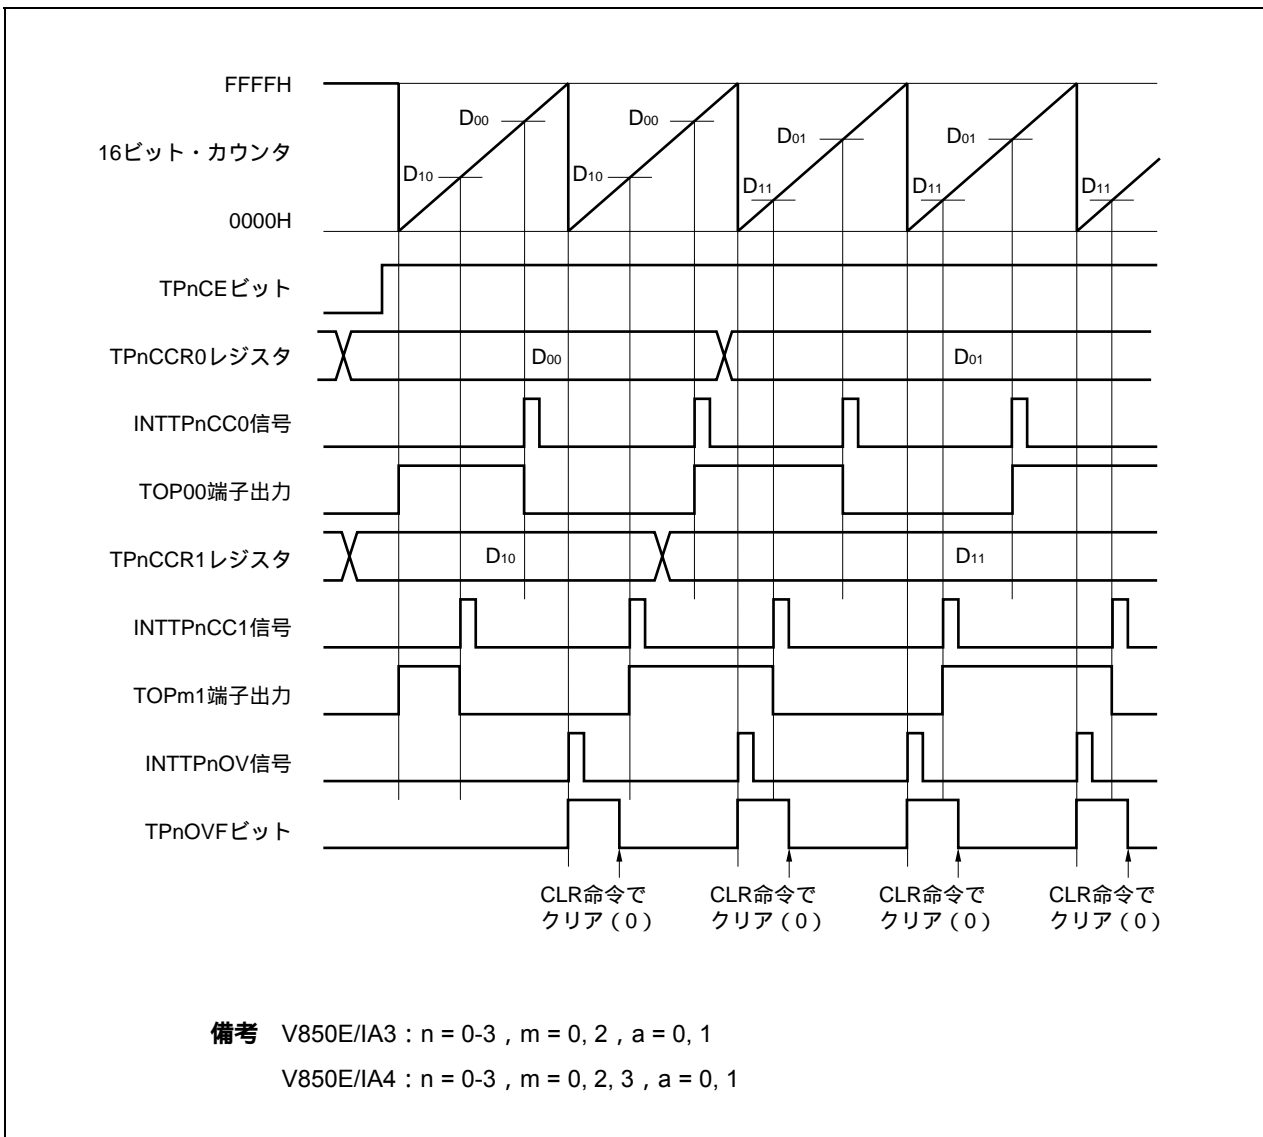 FFFFH
D00
D00
D01
D01
16ビット・カウンタ
D10
D10
D11
D11
D11
0000H
TPnCEビット
TPnCCR0レジスタ
D00
D01
INTTPnCC0信号
TOP00端子出力
TPnCCR1レジスタ
D10
D11
INTTPnCC1信号
TOPm1端子出力
INTTPnOV信号
TPnOVFビット
CLR命令で
クリア（0）
CLR命令で
クリア（0）
CLR命令で
クリア（0）
CLR命令で
クリア（0）
備考 V850E/IA3：n = 0-3，m = 0, 2，a = 0, 1
V850E/IA4：n = 0-3，m = 0, 2, 3，a = 0, 1